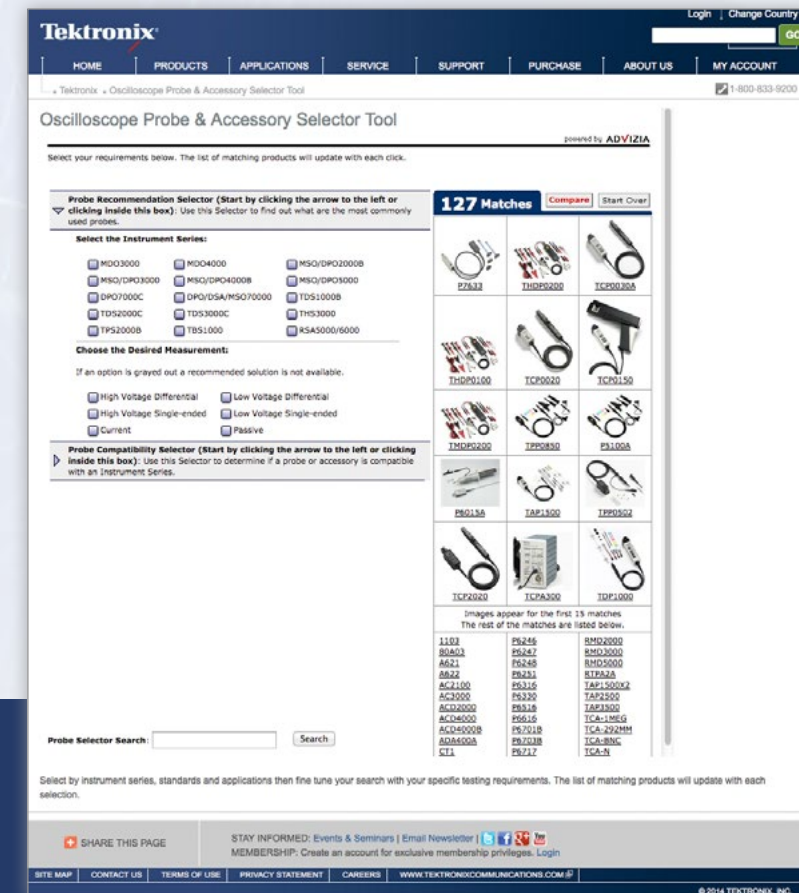 Login | Change Country
Tektronix®
GO
HOME PRODUCTS APPLICATIONS SERVICE SUPPORT PURCHASE ABOUT US MY ACCOUNT
Tektronix Oscilloscope Probe & Accessory Selector Tool
1-800-833-9200
Oscilloscope Probe & Accessory Selector Tool
powered by ADVIZIA
Select your requirements below. The list of matching products will update with each click.
Probe Recommendation Selector (Start by clicking the arrow to the left or
clicking inside this box): Use this Selector to find out what are the most commonly
used probes.
Select the Instrument Series:
MDO3000 MDO4000 MSO/DPO2000B
MSO/DPO3000 MSO/DPO4000B MSO/DPO5000
DPO7000C DPO/DSA/MSO70000 TDS1000B
TDS2000C TDS3000C THS3000
TPS2000B TBS1000 RSA5000/6000
Choose the Desired Measurement:
If an option is grayed out a recommended solution is not available.
High Voltage Differential Low Voltage Differential
High Voltage Single-ended Low Voltage Single-ended
Current Passive
Probe Compatibility Selector (Start by clicking the arrow to the left or clicking
inside this box): Use this Selector to determine if a probe or accessory is compatible
with an Instrument Series.
127 Matches Compare Start Over
P7633 THDP0200 TCP0030A
THDP0100 TCP0020 TCP0150
TMDP0200 TPP0850 P5100A
P6015A TAP1500 TPP0502
TCP2020 TCPA300 TDP1000
Images appear for the first 15 matches
The rest of the matches are listed below.
1103 P6246 RMD2000
80A03 P6247 RMD3000
A621 P6248 RMD5000
A622 P6251 RTPA2A
AC2100 P6316 TAP1500X2
AC3000 P6330 TAP2500
ACD2000 P6516 TAP3500
ACD4000 P6616 TCA-1MEG
ACD4000B P6701B TCA-292MM
ADA400A P6703B TCA-BNC
CT1 P6717 TCA-N
Probe Selector Search: Search
Select by instrument series, standards and applications then fine tune your search with your specific testing requirements. The list of matching products will update with each
selection.
SHARE THIS PAGE
STAY INFORMED: Events & Seminars | Email Newsletter |
MEMBERSHIP: Create an account for exclusive membership privileges. Login
SITE MAP CONTACT US TERMS OF USE PRIVACY STATEMENT CAREERS WWW.TEKTRONIXCOMMUNICATIONS.COM
© 2014 TEKTRONIX, INC.